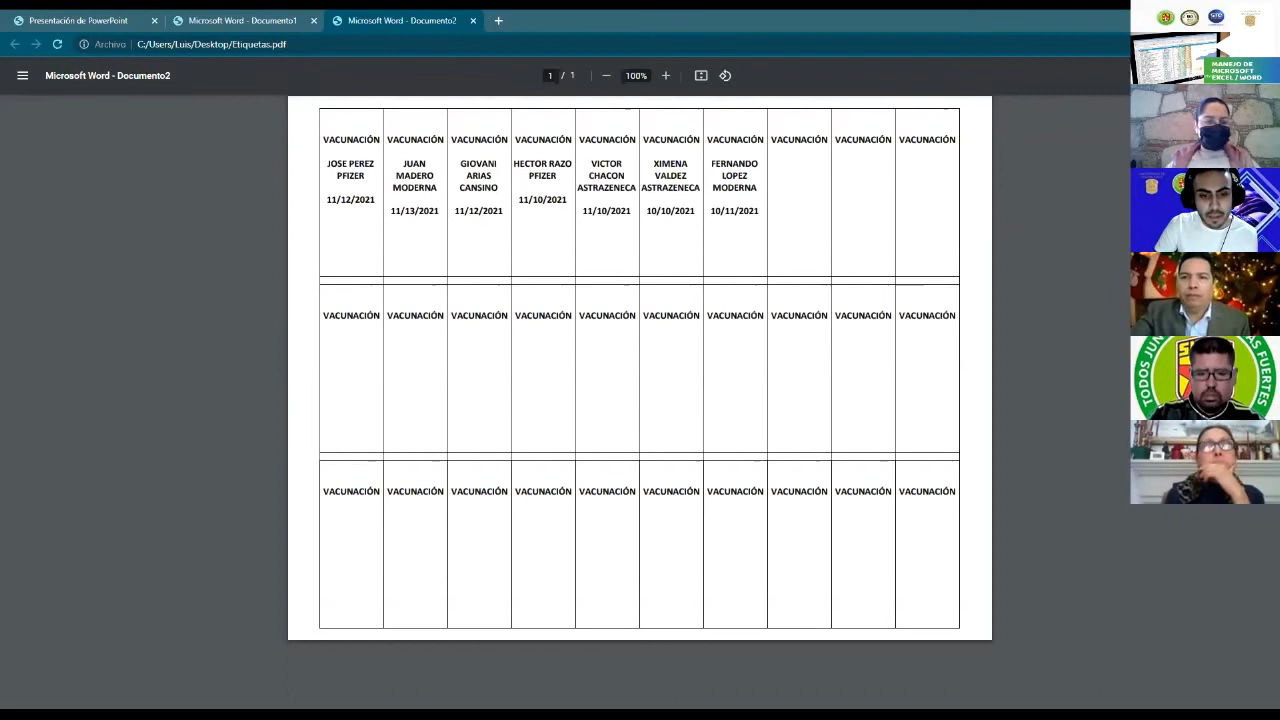 Presentación de PowerPoint
Microsoft Word - Documento1
Microsoft Word - Documento2
Archivo
C:/Users/Luis/Desktop/Etiquetas.pdf
Microsoft Word - Documento2
1 / 1
100%
VACUNACIÓN VACUNACIÓN VACUNACIÓN VACUNACIÓN VACUNACIÓN VACUNACIÓN VACUNACIÓN VACUNACIÓN VACUNACIÓN VACUNACIÓN
JOSE PEREZ
PFIZER
11/12/2021
JUAN
MADERO
MODERNA
11/13/2021
GIOVANI
ARIAS
CANSINO
11/12/2021
HECTOR RAZO
PFIZER
11/10/2021
VICTOR
CHACON
ASTRAZENECA
11/10/2021
XIMENA
VALDEZ
ASTRAZENECA
10/10/2021
FERNANDO
LOPEZ
MODERNA
10/11/2021
VACUNACIÓN VACUNACIÓN VACUNACIÓN VACUNACIÓN VACUNACIÓN VACUNACIÓN VACUNACIÓN VACUNACIÓN VACUNACIÓN VACUNACIÓN
VACUNACIÓN VACUNACIÓN VACUNACIÓN VACUNACIÓN VACUNACIÓN VACUNACIÓN VACUNACIÓN VACUNACIÓN VACUNACIÓN VACUNACIÓN
MANEJO DE
MICROSOFT
EXCEL / WORD
TODOS JUN
AS FUERTES